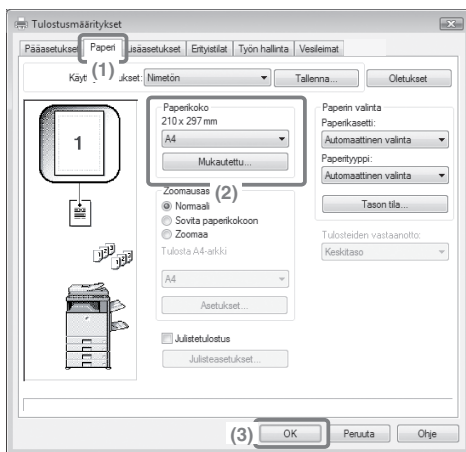 Tulostusmääritykset
Pääasetukset Paperi Lisäasetukset Erityistilat Työn hallinta Vesileimat
(1)
Nimetön Tallenna... Oletukset
Paperikoko
210 x 297 mm
A4
Mukautettu...
(2)
Normaali
Sovita paperikokoon
Zoomaa
Tulosta A4-arkki
A4
Asetukset...
Julistetulostus
Julisteasetukset...
Paperin valinta
Paperikasetti:
Automaattinen valinta
Paperityyppi:
Automaattinen valinta
Tason tila...
Tulosteiden vastaanotto:
Keskitaso
1
(3) OK Peruuta Ohje